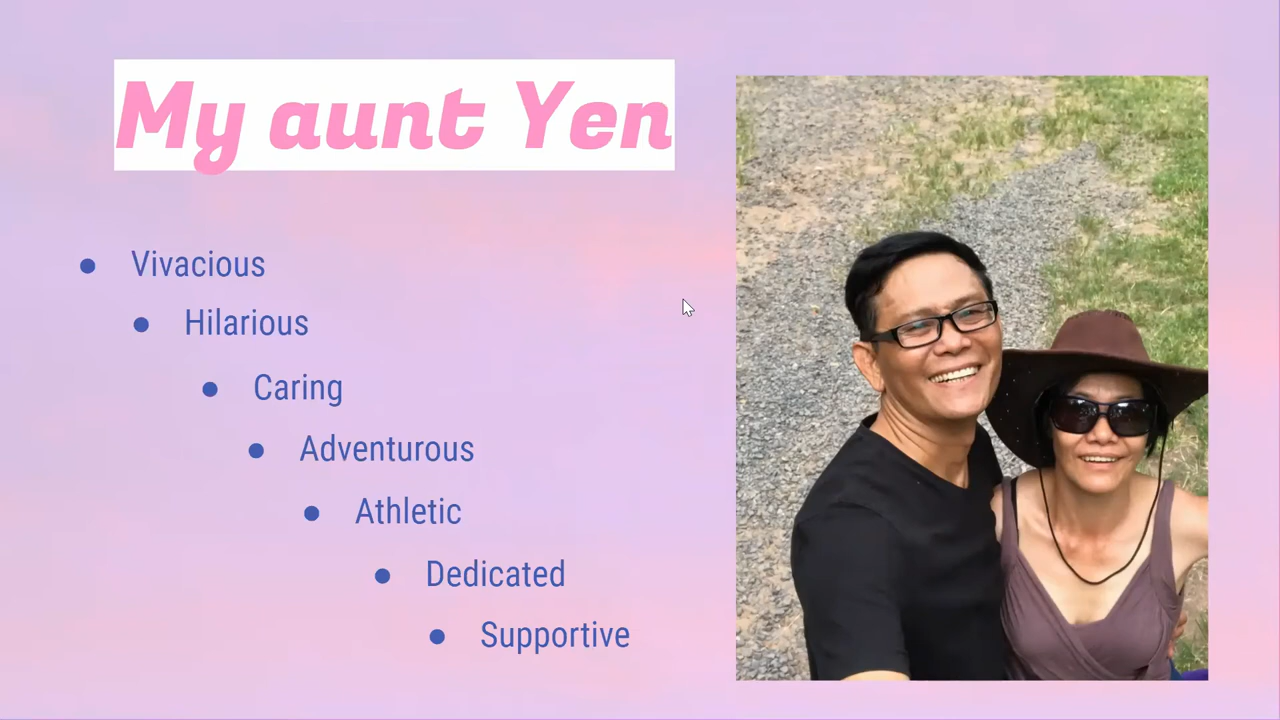 My aunt Yen
Vivacious
Hilarious
Caring
Adventurous
Athletic
Dedicated
Supportive